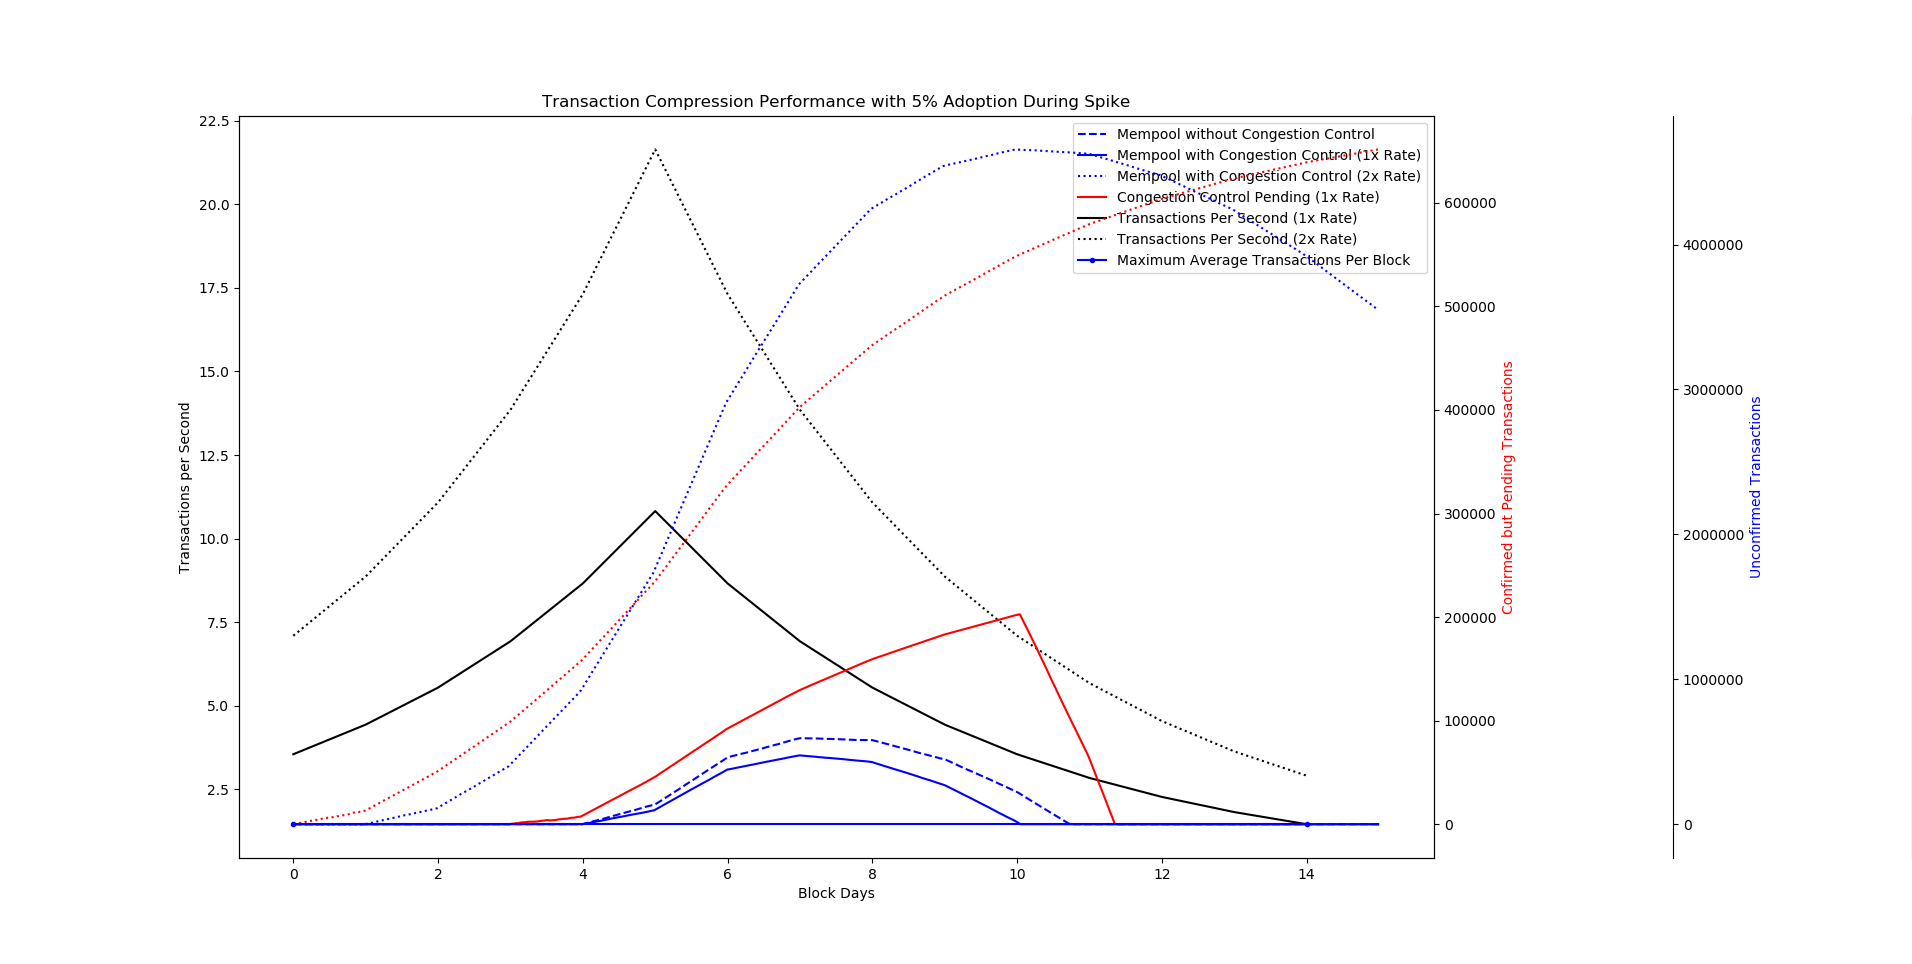 Transaction Compression Performance with 5% Adoption During Spike
22.5
20.0
17.5
15.0
12.5
10.0
7.5
5.0
2.5
Transactions per Second
Mempool without Congestion Control
Mempool with Congestion Control (1x Rate)
Mempool with Congestion Control (2x Rate)
Congestion Control Pending (1x Rate)
Transactions Per Second (1x Rate)
Transactions Per Second (2x Rate)
Maximum Average Transactions Per Block
600000
500000
400000
300000
200000
100000
0
Confirmed but Pending Transactions
4000000
3000000
2000000
1000000
0
Unconfirmed Transactions
0 2 4 6 8 10 12 14
Block Days